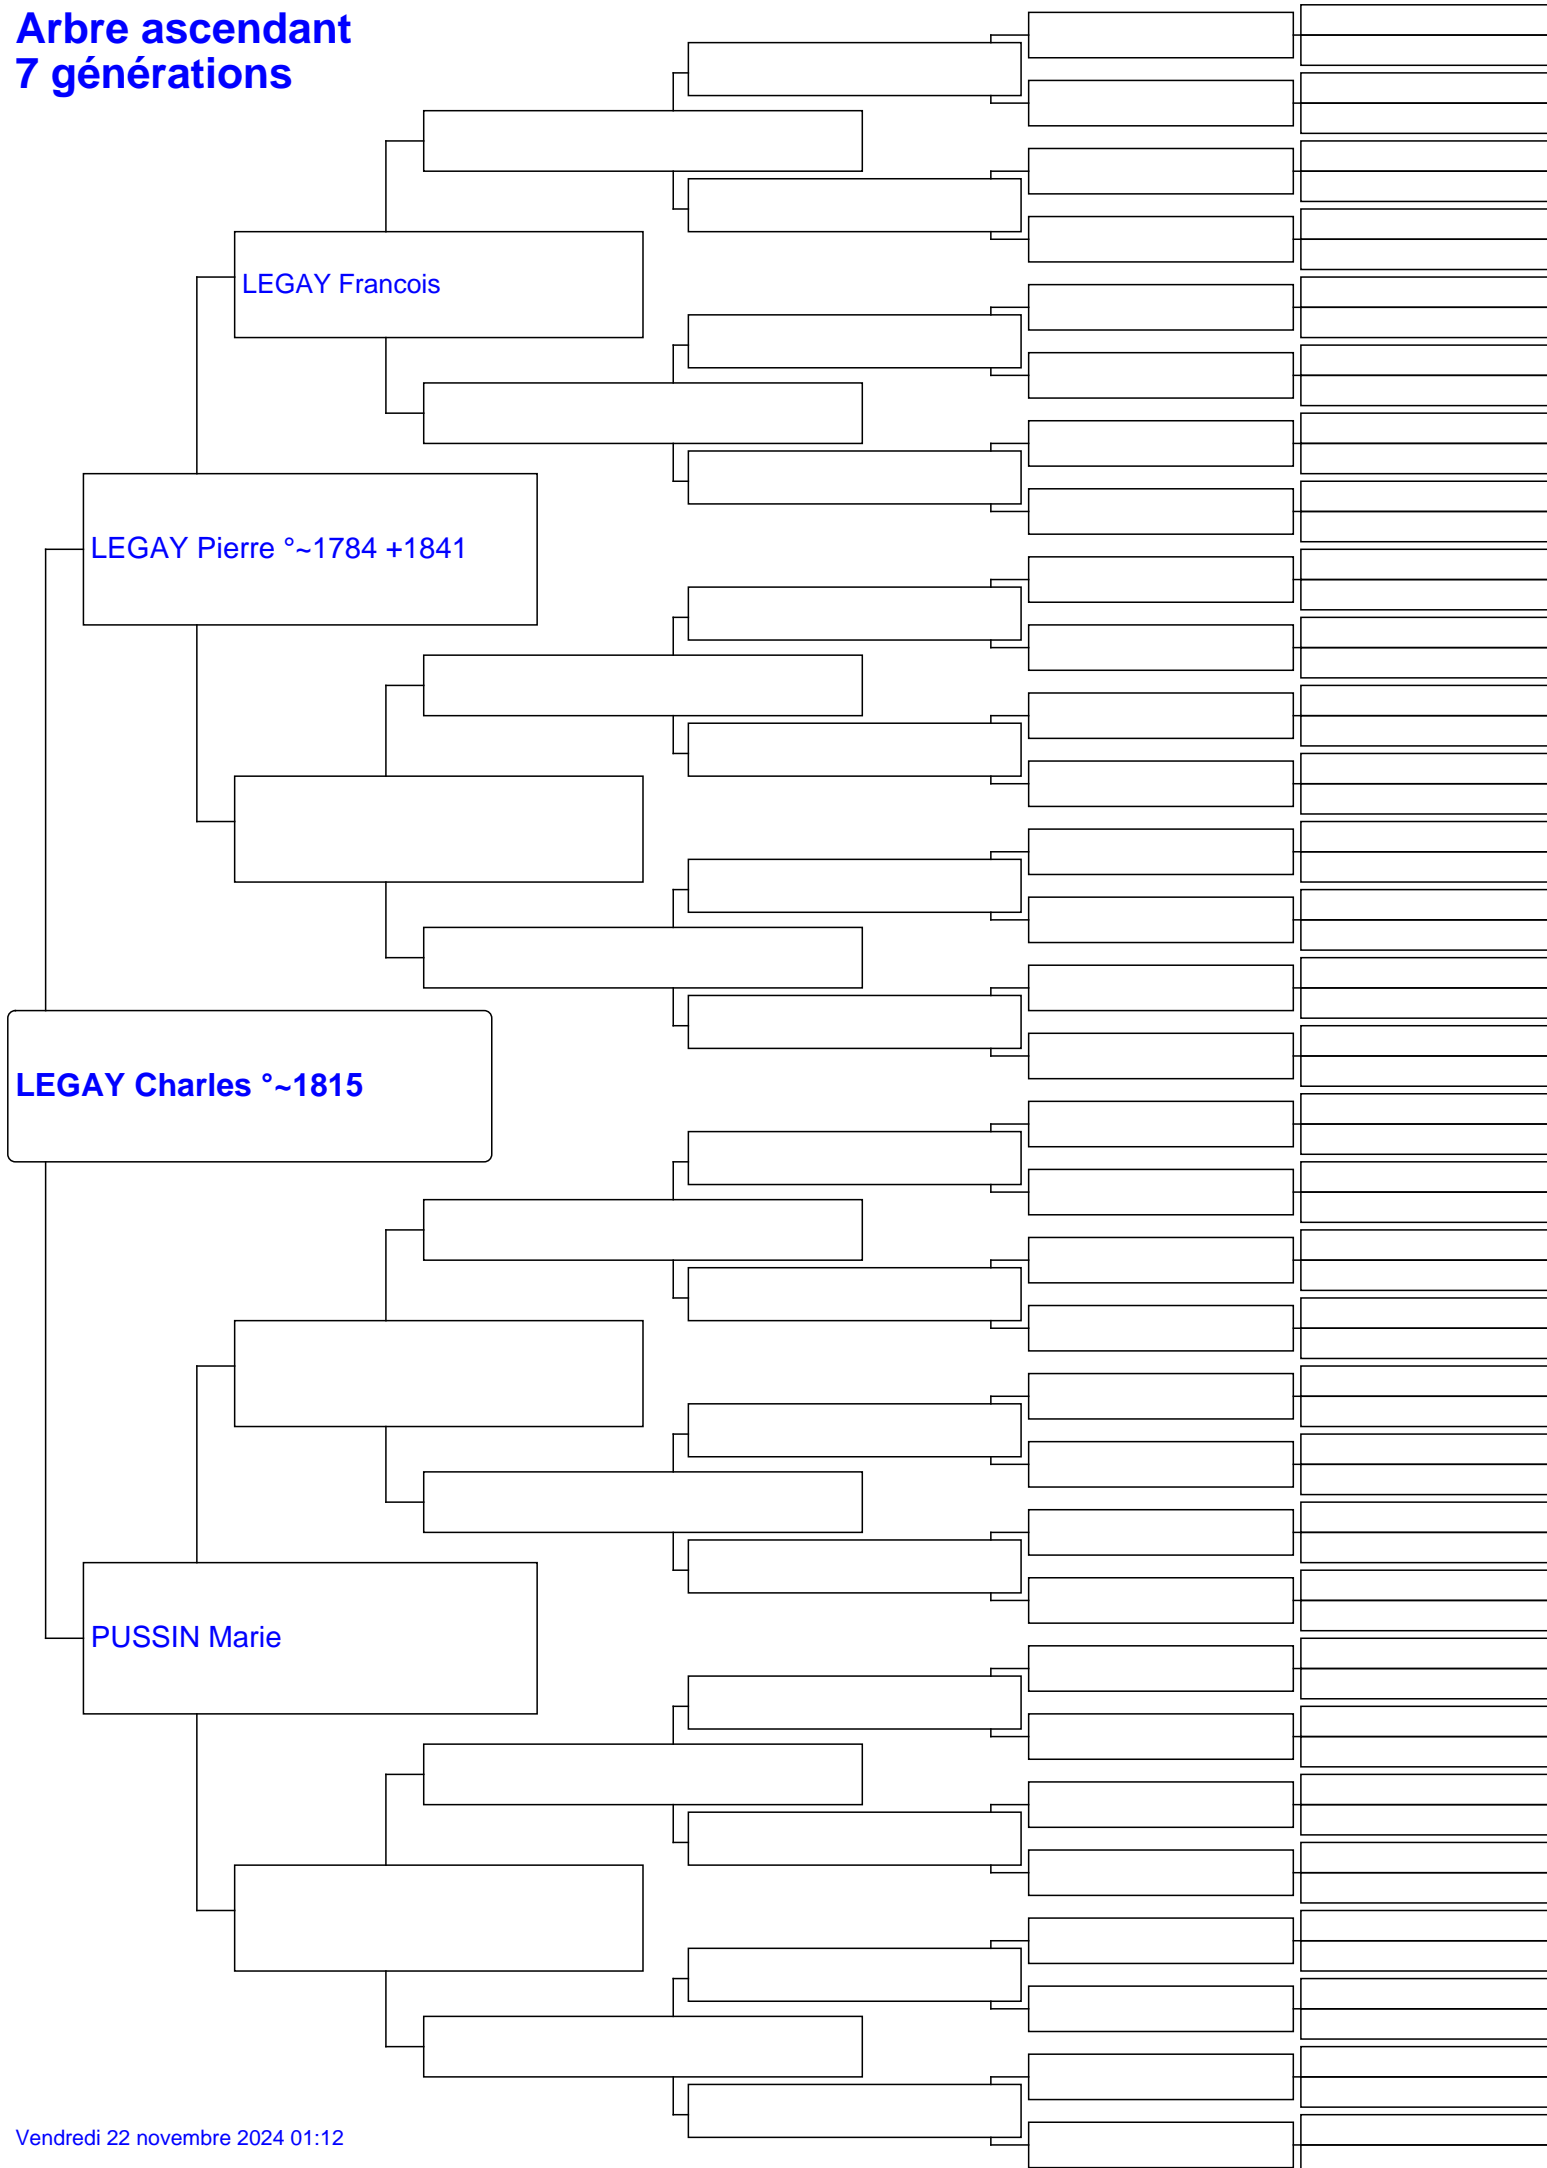 Arbre ascendant
7 générations
LEGAY Francois
LEGAY Pierre °~1784 +1841
LEGAY Charles °~1815
PUSSIN Marie
Vendredi 22 novembre 2024 01:12